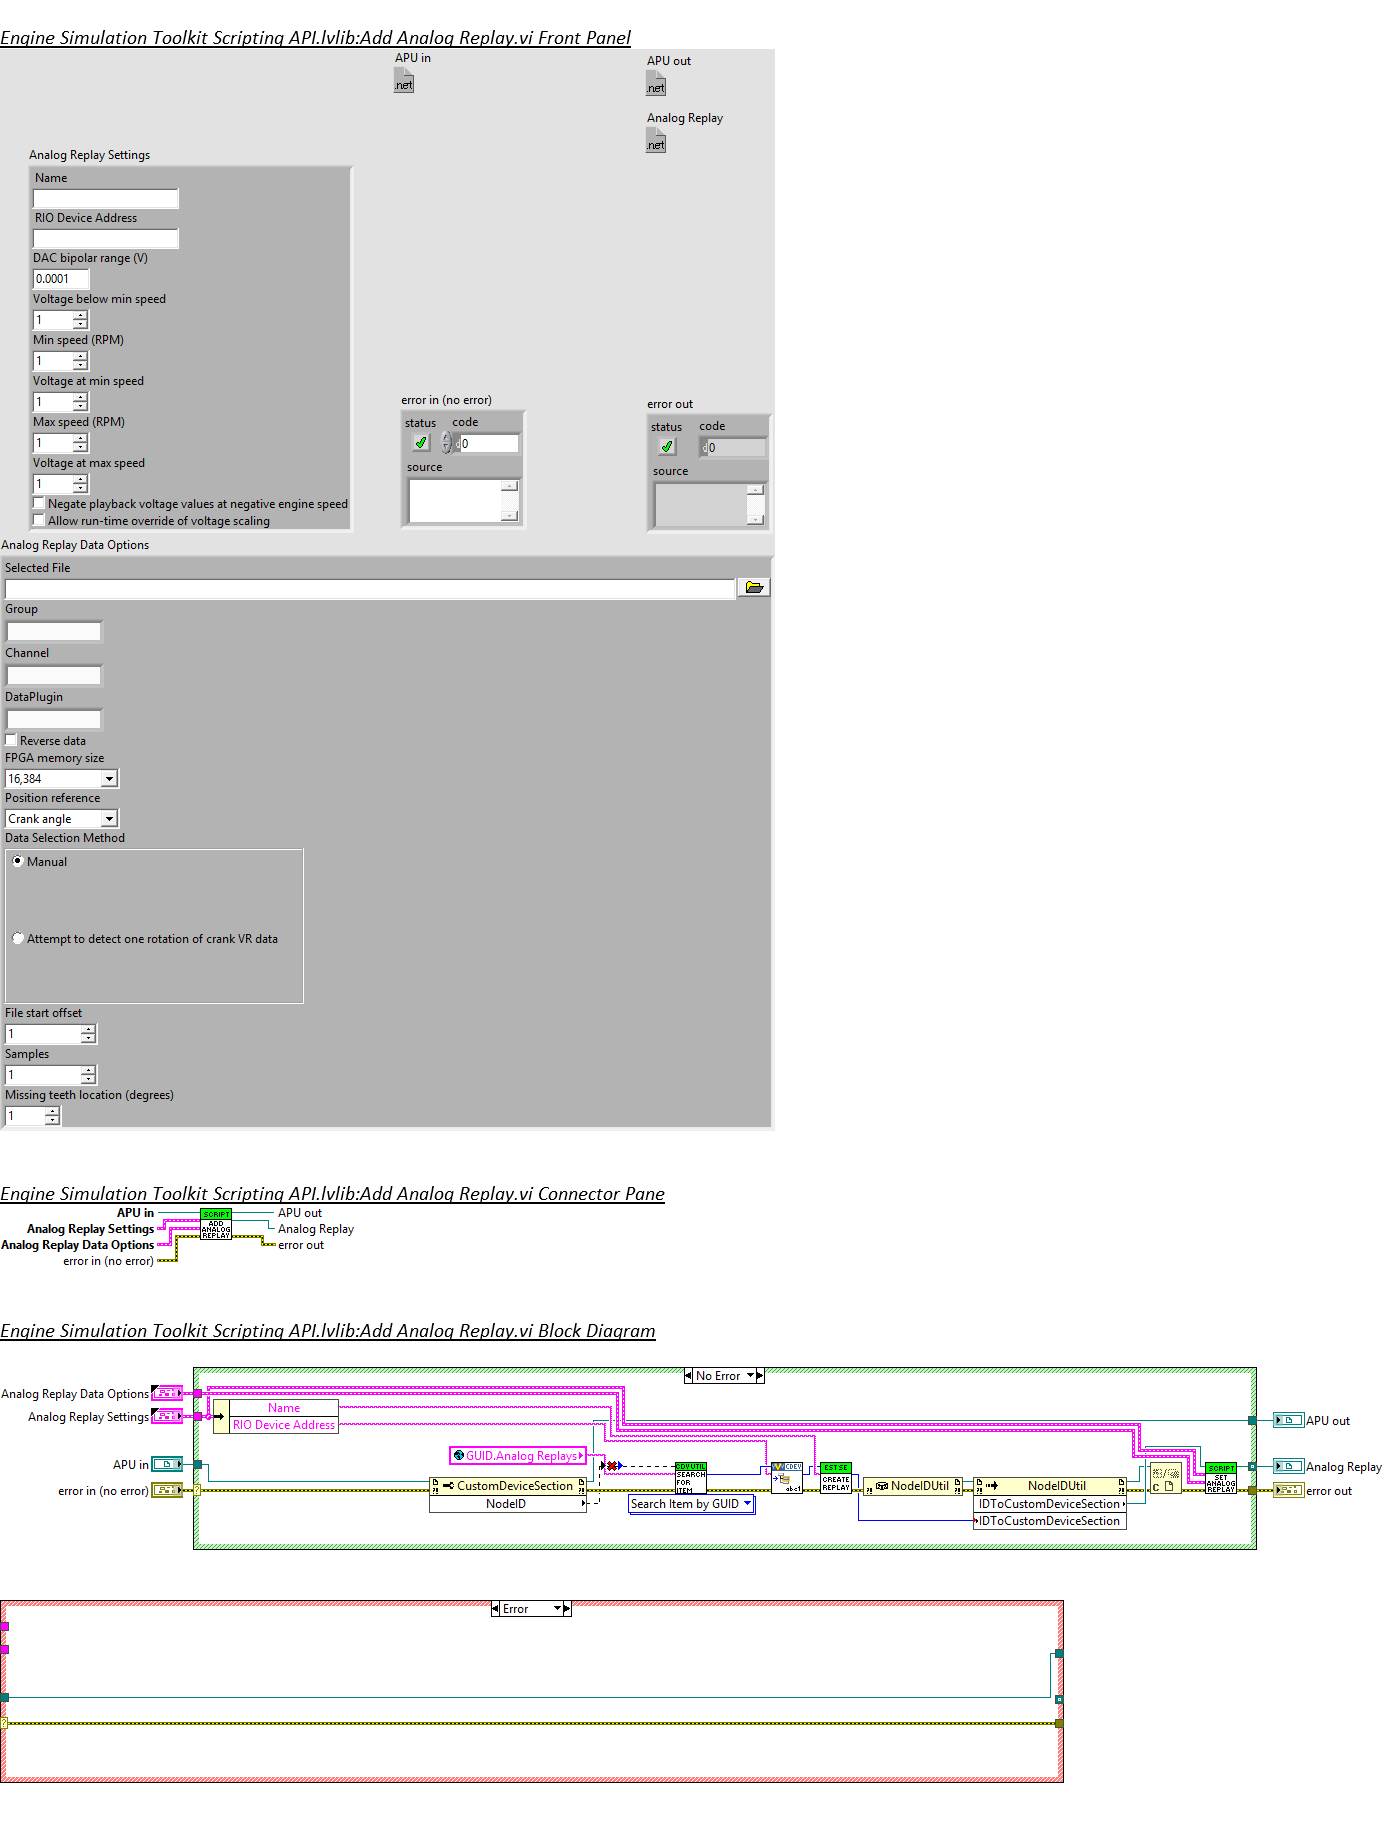 Engine Simulation Toolkit Scripting API.lvlib:Add Analog Replay.vi Front Panel
APU in
.net
APU out
.net
Analog Replay
.net
Analog Replay Settings
Name
RIO Device Address
DAC bipolar range (V)
0.0001
Voltage below min speed
1
Min speed (RPM)
1
Voltage at min speed
1
Max speed (RPM)
1
Voltage at max speed
1
Negate playback voltage values at negative engine speed
Allow run-time override of voltage scaling
error in (no error)
status code
d0
source
error out
status code
d0
source
Analog Replay Data Options
Selected File
Group
Channel
DataPlugin
Reverse data
FPGA memory size
16,384
Position reference
Crank angle
Data Selection Method
Manual
Attempt to detect one rotation of crank VR data
File start offset
1
Samples
1
Missing teeth location (degrees)
1
Engine Simulation Toolkit Scripting API.lvlib:Add Analog Replay.vi Connector Pane
APU in
Analog Replay Settings
Analog Replay Data Options
error in (no error)
SCRIPT
ADD
ANALOG
REPLAY
APU out
Analog Replay
error out
Engine Simulation Toolkit Scripting API.lvlib:Add Analog Replay.vi Block Diagram
No Error
Analog Replay Data Options
Analog Replay Settings
APU in
error in (no error)
Name
RIO Device Address
GUID.Analog Replays
CustomDeviceSection
NodeID
CDV UTIL
SEARCH
FOR
ITEM
Search Item by GUID
CDEV
abc1
EST SE
CREATE
REPLAY
NodeIDUtil
NodeIDUtil
IDToCustomDeviceSection
IDToCustomDeviceSection
C
SCRIPT
SET
ANALOG
REPLAY
APU out
Analog Replay
error out
Error